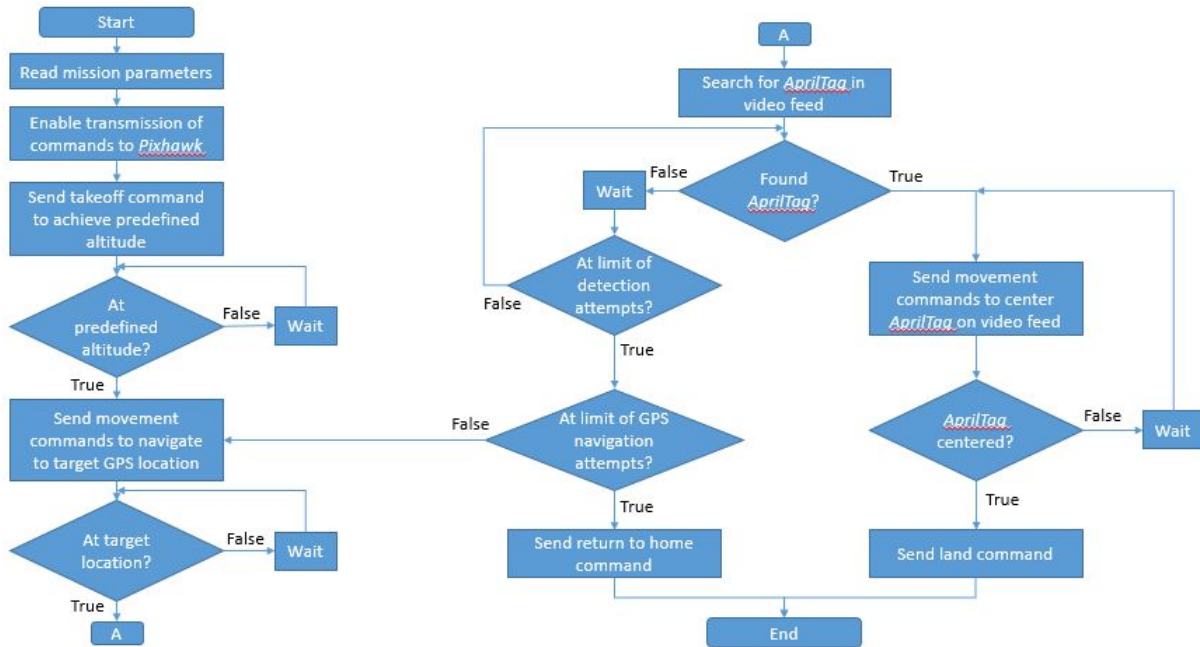 Start
Read mission parameters
Enable transmission of
commands to Pixhawk
Send takeoff command
to achieve predefined
altitude
At
predefined
altitude?
False
Wait
True
Send movement
commands to navigate
to target GPS location
At target
location?
False
Wait
True
A
A
Search for AprilTag in
video feed
Found
AprilTag?
False
True
Wait
At limit of
detection
attempts?
False
True
At limit of GPS
navigation
attempts?
False
True
Send return to home
command
Send movement
commands to center
AprilTag on video feed
AprilTag
centered?
False
Wait
True
Send land command
End